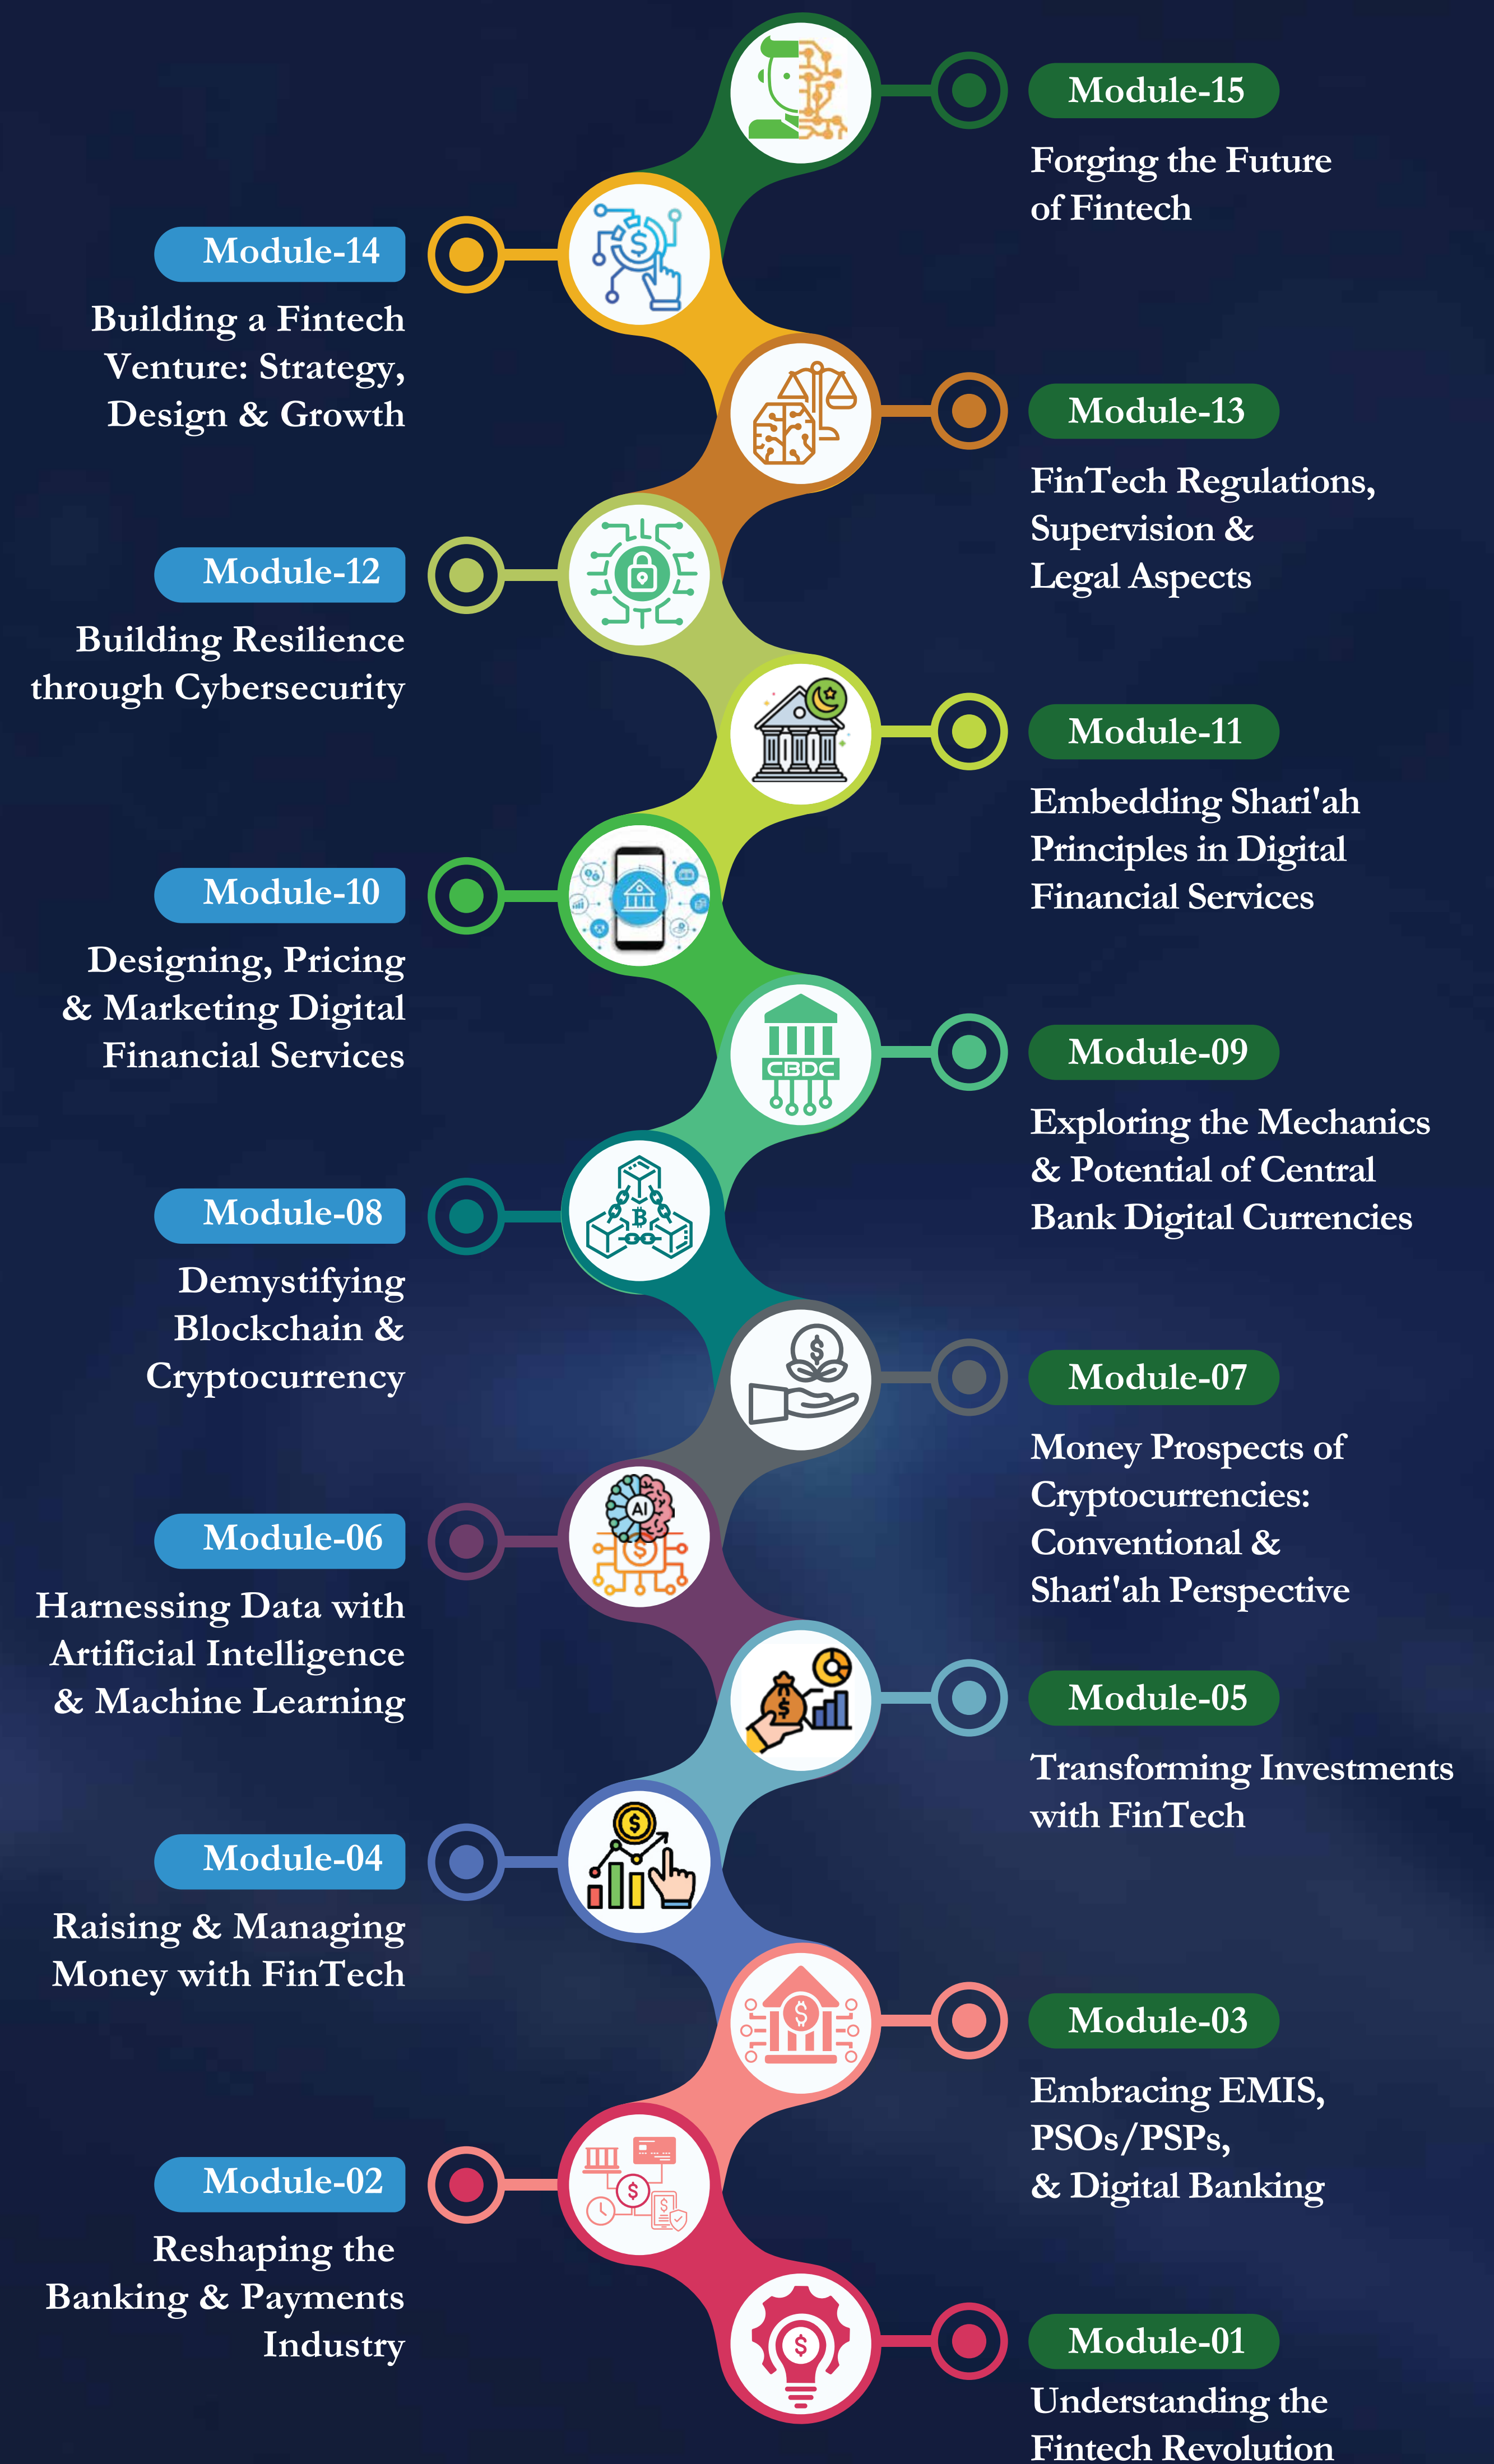 Module-15
Forging the Future
of Fintech
Module-14
Building a Fintech
Venture: Strategy,
Design & Growth
Module-13
FinTech Regulations,
Supervision &
Legal Aspects
Module-12
Building Resilience
through Cybersecurity
Module-11
Embedding Shari'ah
Principles in Digital
Financial Services
Module-10
Designing, Pricing
& Marketing Digital
Financial Services
CBDC
Module-09
Exploring the Mechanics
& Potential of Central
Bank Digital Currencies
Module-08
Demystifying
Blockchain &
Cryptocurrency
Module-07
Money Prospects of
Cryptocurrencies:
Conventional &
Shari'ah Perspective
Module-06
Harnessing Data with
Artificial Intelligence
& Machine Learning
AI
Module-05
Transforming Investments
with FinTech
Module-04
Raising & Managing
Money with FinTech
Module-03
Embracing EMIS,
PSOs/PSPs,
& Digital Banking
Module-02
Reshaping the
Banking & Payments
Industry
Module-01
Understanding the
Fintech Revolution